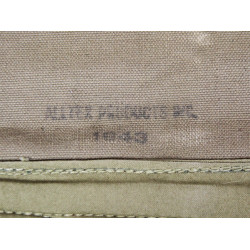 ALLTEX PRODUCTS INC.
1943